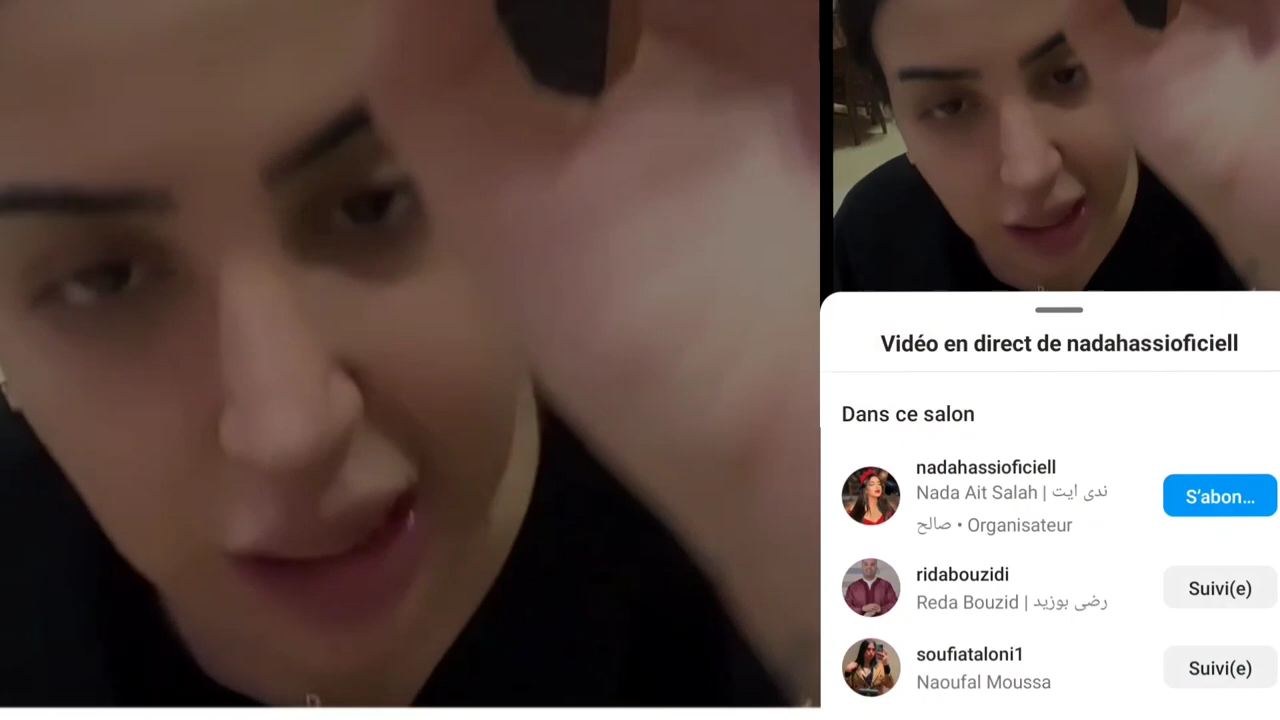 Vidéo en direct de nadahassioficiell
Dans ce salon
nadahassioficiell
Nada Ait Salah | ندى ايت
صالح • Organisateur
S'abon...
ridabouzidi
Reda Bouzid | رضى بوزيد
Suivi(e)
soufiataloni1
Naoufal Moussa
Suivi(e)